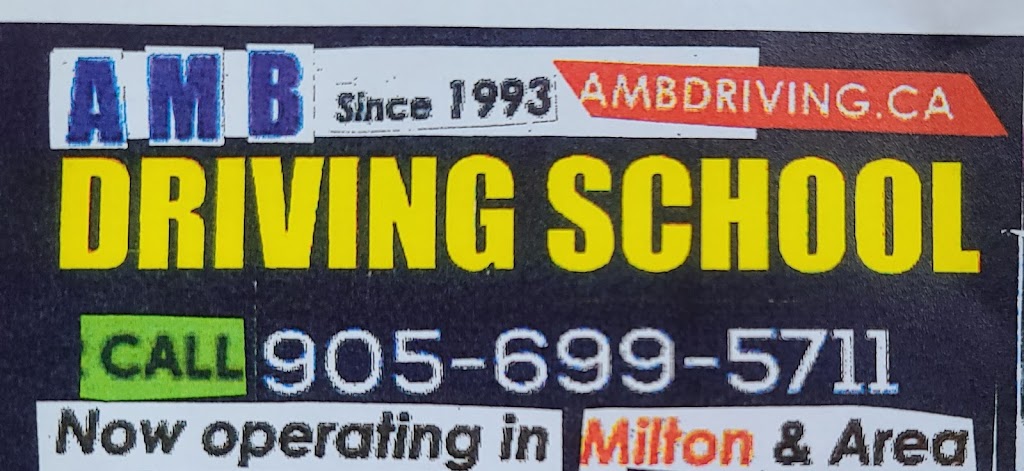 AMB Since 1993 AMBDRIVING.CA
DRIVING SCHOOL
CALL 905-699-5711
Now operating in Milton & Area